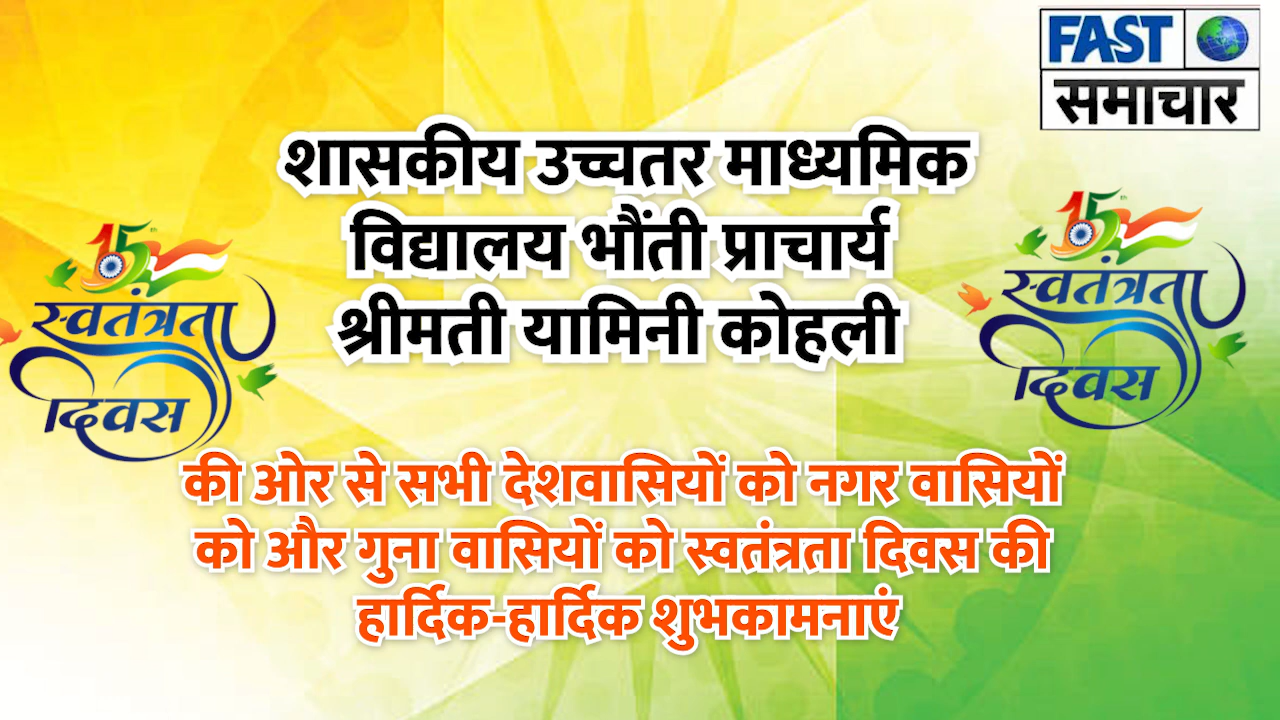 FAST
समाचार
शासकीय उच्चतर माध्यमिक
विद्यालय भौंती प्राचार्य
श्रीमती यामिनी कोहली
15th
स्वतंत्रता
दिवस
15th
स्वतंत्रता
दिवस
की ओर से सभी देशवासियों को नगर वासियों
को और गुना वासियों को स्वतंत्रता दिवस की
हार्दिक-हार्दिक शुभकामनाएं